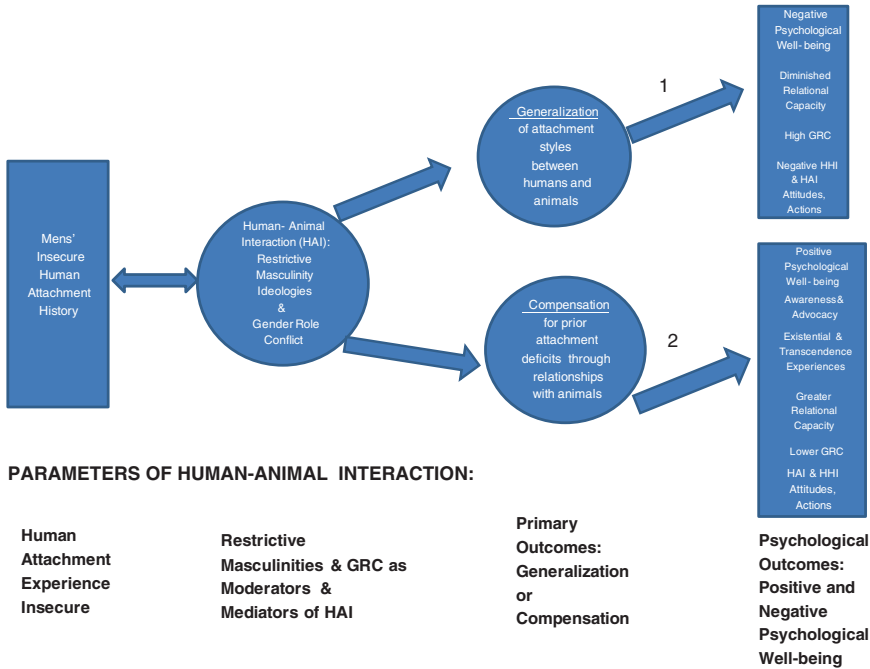 Mens'
Insecure
Human
Attachment
History
Human- Animal
Interaction (HAI):
Restrictive
Masculinity
Ideologies
&
Gender Role
Conflict
Generalization
of attachment
styles
between
humans and
animals
1
Negative
Psychological
Well- being
Diminished
Relational
Capacity
High GRC
Negative HHI
& HAI
Attitudes,
Actions
Compensation
for prior
attachment
deficits through
relationships
with animals
2
Positive
Psychological
Well- being
Awareness&
Advocacy
Existential &
Transcendence
Experiences
Greater
Relational
Capacity
Lower GRC
HAI & HHI
Attitudes,
Actions
PARAMETERS OF HUMAN-ANIMAL INTERACTION:
Human
Attachment
Experience
Insecure
Restrictive
Masculinities & GRC as
Moderators &
Mediators of HAI
Primary
Outcomes:
Generalization
or
Compensation
Psychological
Outcomes:
Positive and
Negative
Psychological
Well-being